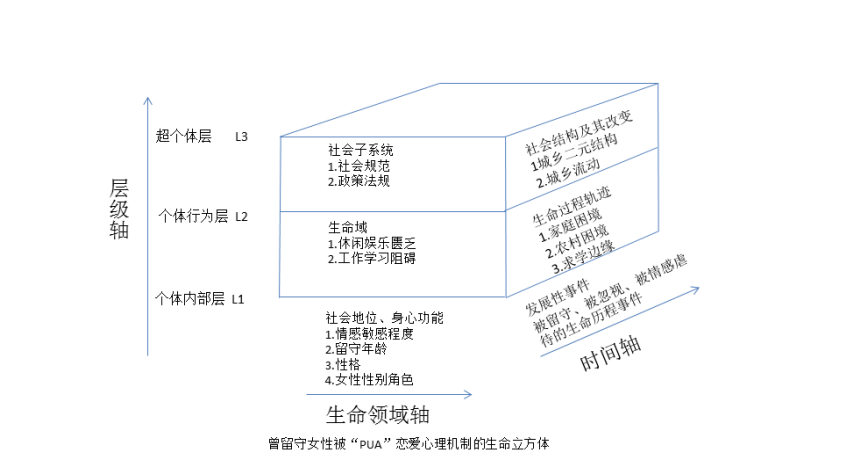 层级轴
超个体层 L3
个体行为层 L2
个体内部层 L1
社会子系统
1.社会规范
2.政策法规
生命域
1.休闲娱乐匮乏
2.工作学习阻碍
社会地位、身心功能
1.情感敏感程度
2.留守年龄
3.性格
4.女性性别角色
社会结构及其改变
1城乡二元结构
2.城乡流动
生命过程轨迹
1.家庭困境
2.农村困境
3.求学边缘
发展性事件
被留守、被忽视、被情感虐
待的生命历程事件
时间轴
生命领域轴
曾留守女性被“PUA”恋爱心理机制的生命立方体